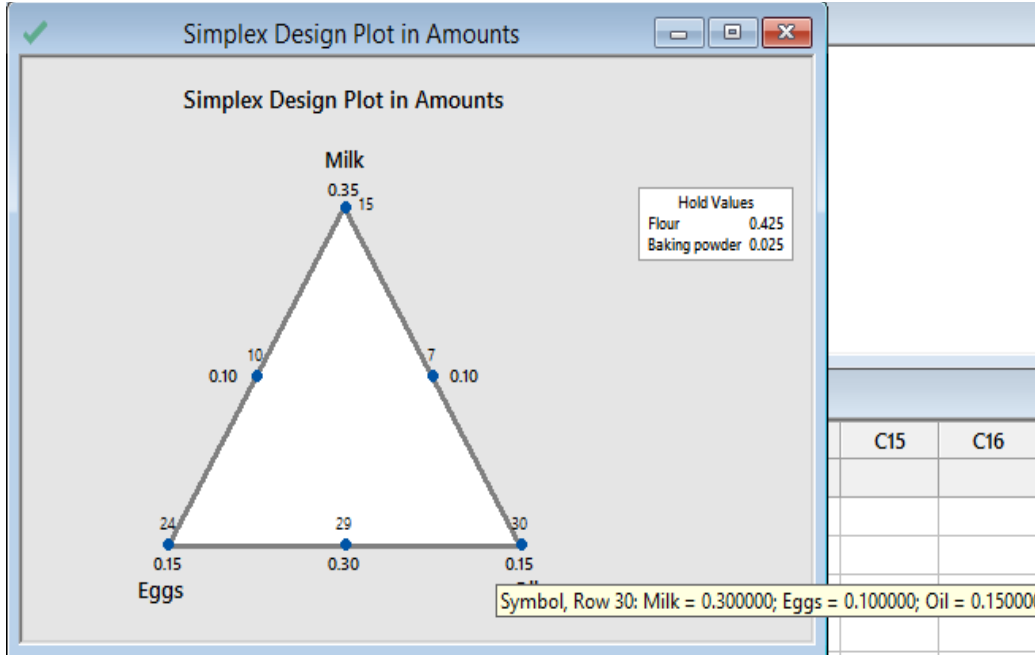 Simplex Design Plot in Amounts
Simplex Design Plot in Amounts
Milk
0.35
15
Hold Values
Flour 0.425
Baking powder 0.025
10
7
0.10
0.10
C15 C16
24
29
30
0.15
0.30
0.15
Eggs
Symbol, Row 30: Milk = 0.300000; Eggs = 0.100000; Oil = 0.150000